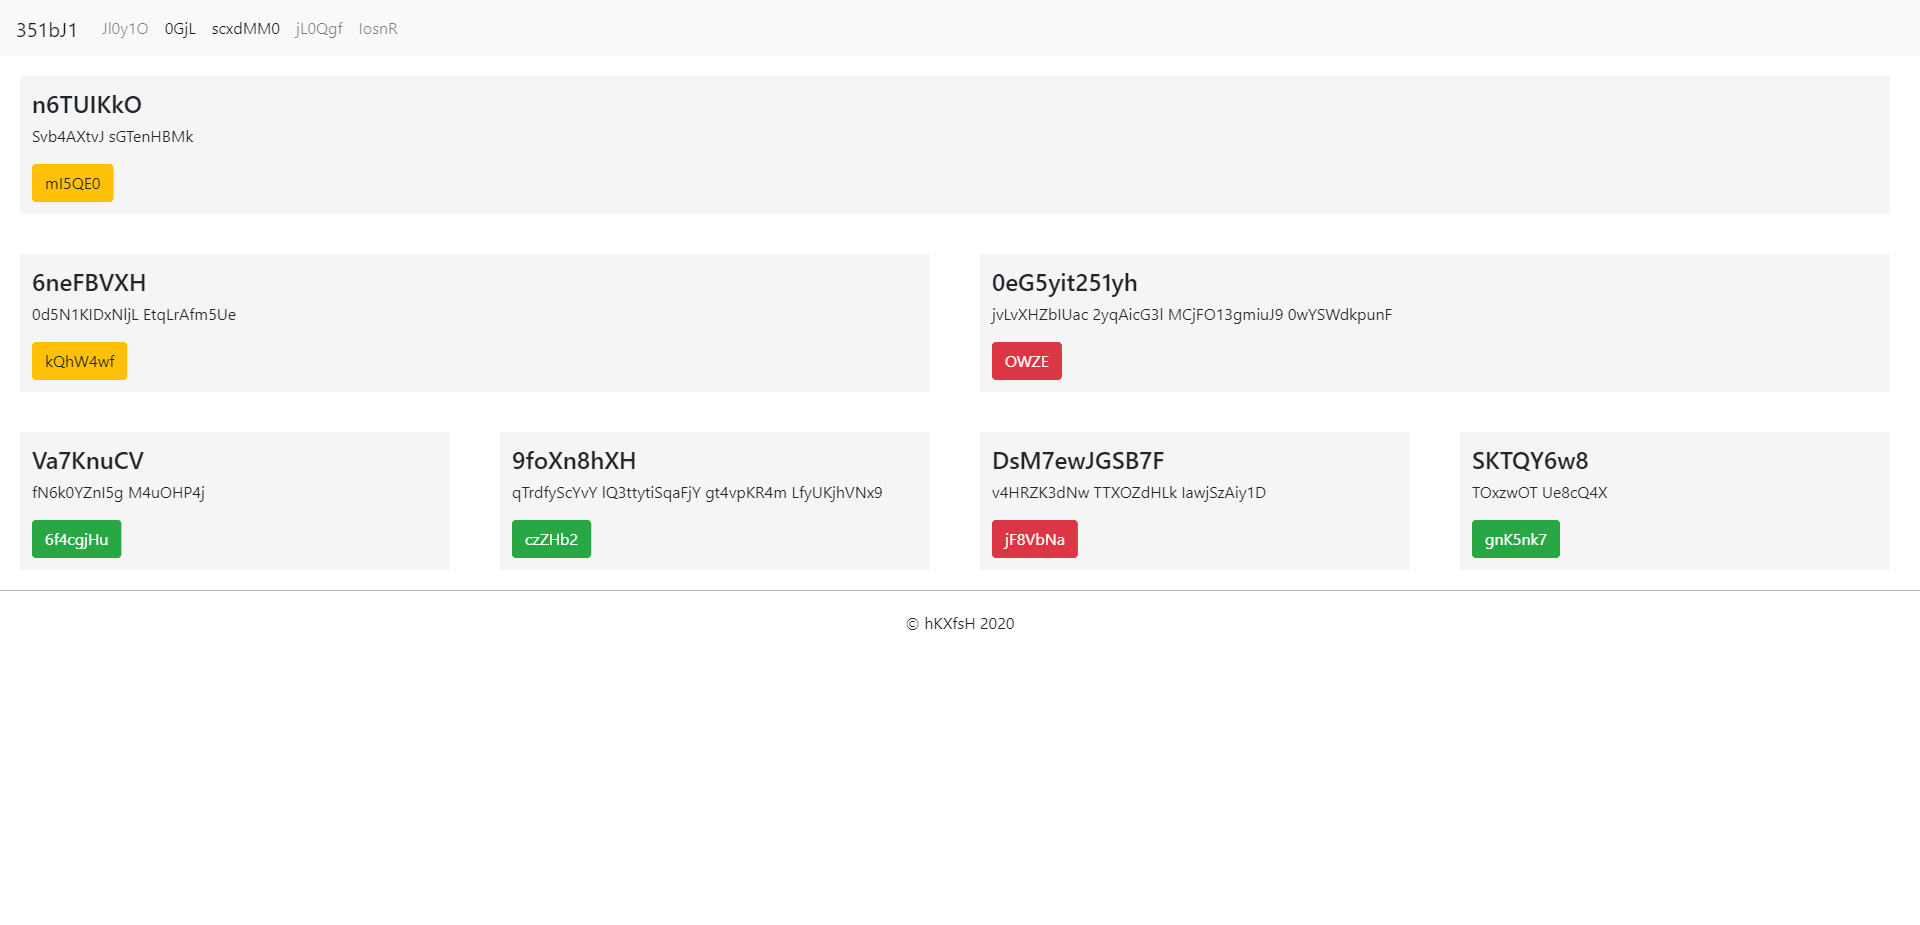 351bJ1 Jl0y1O 0GjL scxdMM0 jL0Qgf IosnR
n6TUIKkO
Svb4AXtvJ sGTenHBMk
mI5QE0
6neFBVXH
0d5N1KIDxNljL EtqLrAfm5Ue
kQhW4wf
0eG5yit251yh
jvLvXHZbIUac 2yqAicG3l MCjFO13gmiuJ9 0wYSWdkpunF
OWZE
Va7KnuCV
fN6k0YZnI5g M4uOHP4j
6f4cgjHu
9foXn8hXH
qTrdfyScYvY lQ3ttytiSqaFjY gt4vpKR4m LfyUKjhVNx9
czZHb2
DsM7ewJGSB7F
v4HRZK3dNw TTXOZdHLk IawjSzAiy1D
jF8VbNa
SKTQY6w8
TOxzwOT Ue8cQ4X
gnK5nk7
© hKXfsH 2020